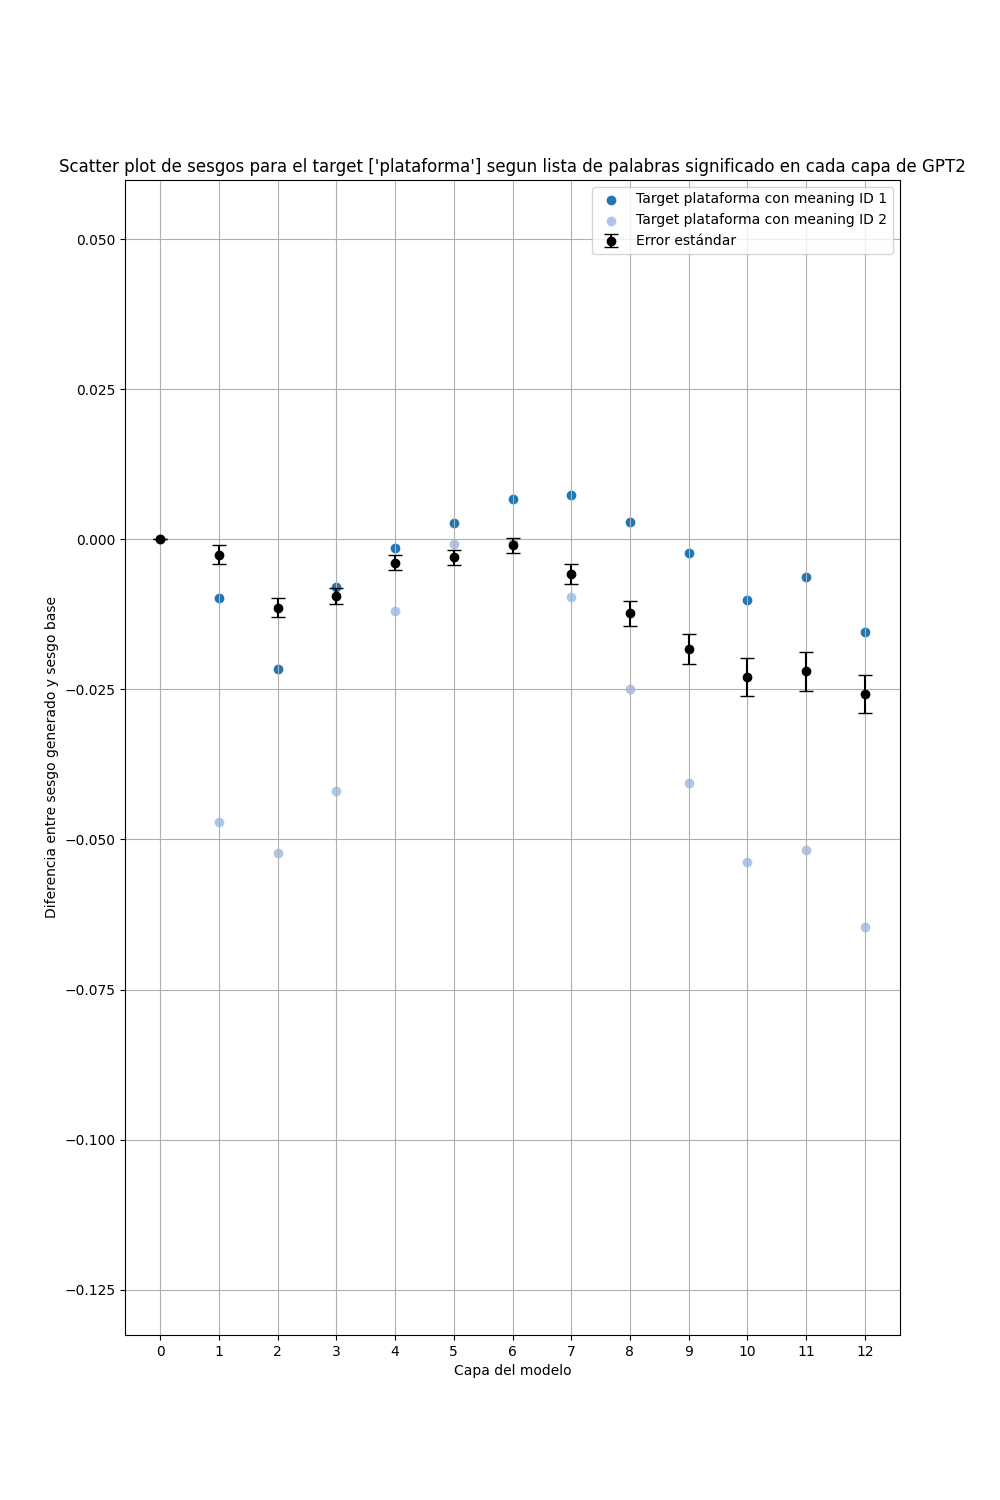 Scatter plot de sesgos para el target ['plataforma'] segun lista de palabras significado en cada capa de GPT2
Target plataforma con meaning ID 1
Target plataforma con meaning ID 2
Error estándar
0.050
0.025
0.000
−0.025
−0.050
−0.075
−0.100
−0.125
Diferencia entre sesgo generado y sesgo base
0 1 2 3 4 5 6 7 8 9 10 11 12
Capa del modelo